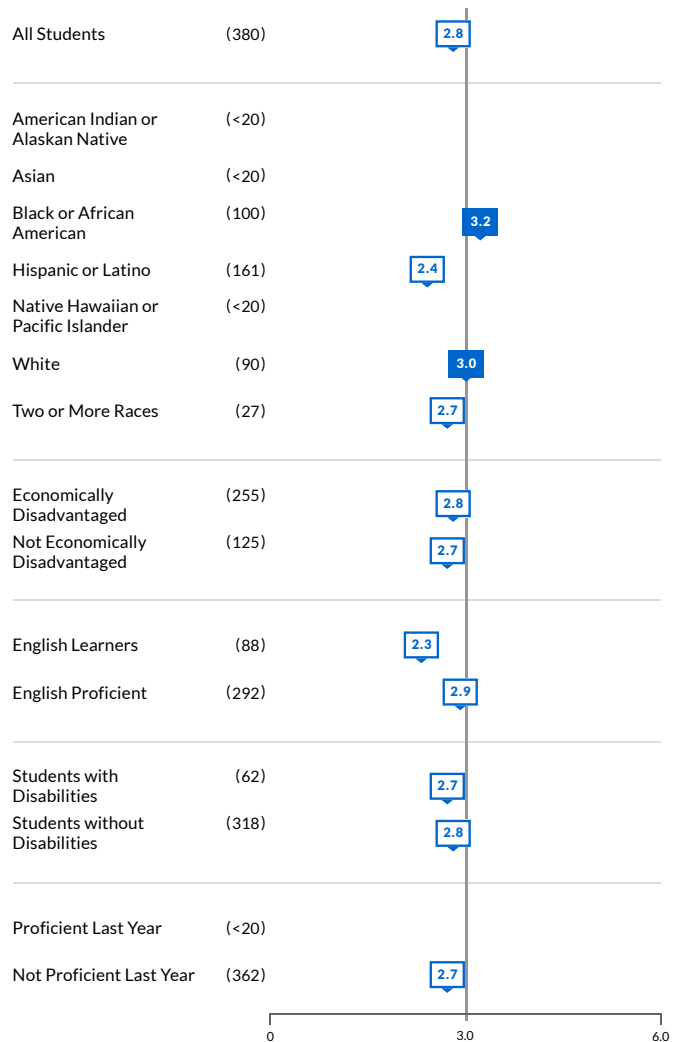 All Students (380) 2.8
American Indian or (<20)
Alaskan Native
Asian (<20)
Black or African (100) 3.2
American
Hispanic or Latino (161) 2.4
Native Hawaiian or (<20)
Pacific Islander
White (90) 3.0
Two or More Races (27) 2.7
Economically (255) 2.8
Disadvantaged
Not Economically (125) 2.7
Disadvantaged
English Learners (88) 2.3
English Proficient (292) 2.9
Students with (62) 2.7
Disabilities
Students without (318) 2.8
Disabilities
Proficient Last Year (<20)
Not Proficient Last Year (362) 2.7
0 3.0 6.0